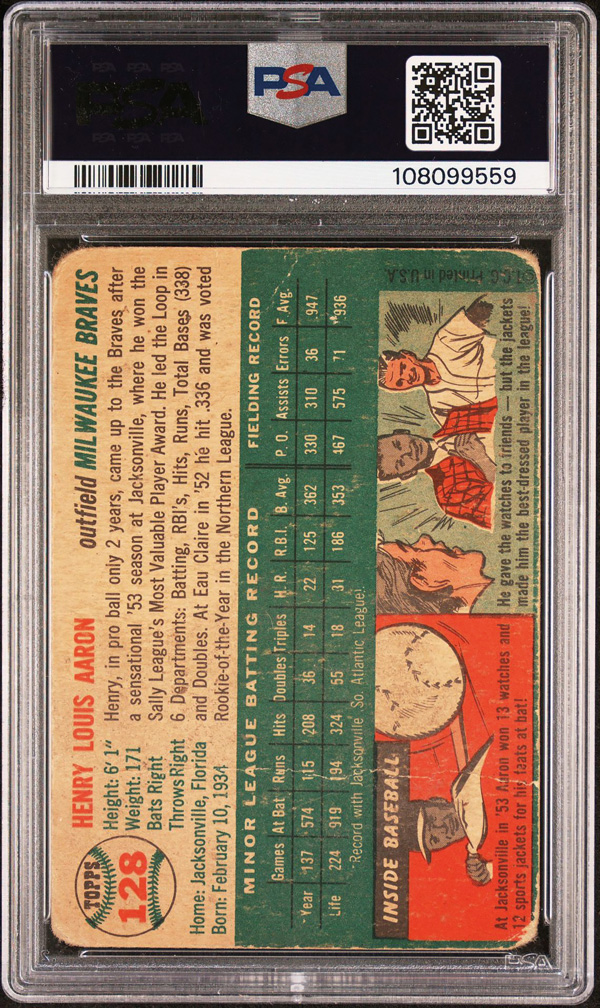 PSA
108099559
TOPPS
128
HENRY LOUIS AARON
outfield MILWAUKEE BRAVES
Height: 6' 1"
Weight: 171
Bats Right
Throws Right
Home: Jacksonville, Florida
Born: February 10, 1934
Henry, in pro ball only 2 years, came up to the Braves after
a sensational '53 season at Jacksonville, where he won the
Sally League's Most Valuable Player Award. He led the Loop in
6 Departments: Batting, RBI's, Hits, Runs, Total Bases (338)
and Doubles. At Eau Claire in '52 he hit .336 and was voted
Rookie-of-the-Year in the Northern League.
MINOR LEAGUE BATTING RECORD FIELDING RECORD
Games At Bat Runs Hits Doubles Triples H. R. R.B.I. B. Avg. P. O. Assists Errors F. Avg.
Year 137 574 115 208 36 14 22 125 .362 330 310 36 .947
Life 224 919 194 324 55 18 31 186 .353 467 575 71 .936
Record with Jacksonville So. Atlantic League
INSIDE BASEBALL
At Jacksonville in '53 Aaron won 13 watches and
12 sports jackets for his feats at bat!
He gave the watches to friends — but the jackets
made him the best-dressed player in the league!
T.C.G. Printed in U.S.A.
PSA